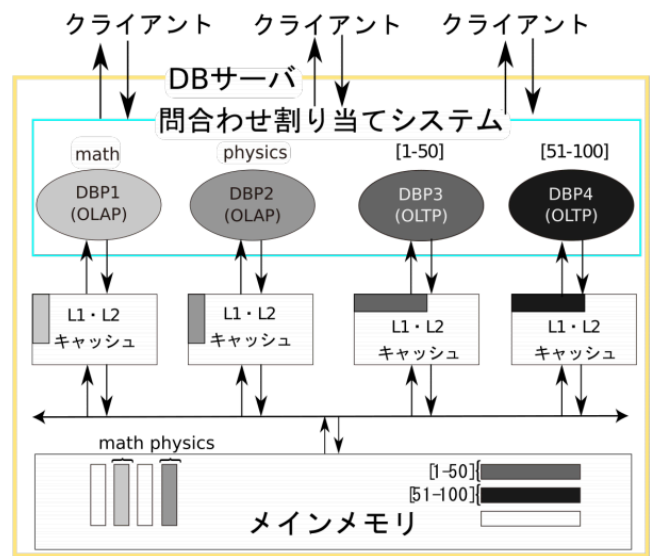 クライアント クライアント クライアント
DBサーバ
問合わせ割り当てシステム
math physics [1-50] [51-100]
DBP1 DBP2 DBP3 DBP4
(OLAP) (OLAP) (OLTP) (OLTP)
L1・L2 L1・L2 L1・L2 L1・L2
キャッシュ キャッシュ キャッシュ キャッシュ
math physics
[1-50]
[51-100]
メインメモリ